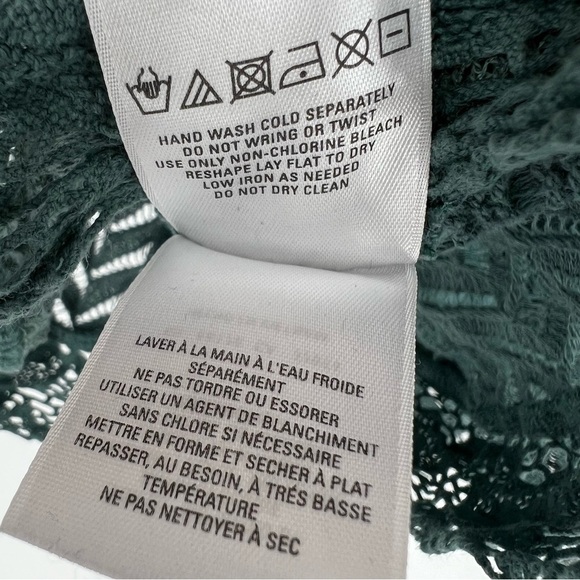 HAND WASH COLD SEPARATELY
DO NOT WRING OR TWIST
USE ONLY NON-CHLORINE BLEACH
RESHAPE LAY FLAT TO DRY
LOW IRON AS NEEDED
DO NOT DRY CLEAN
LAVER À LA MAIN À L'EAU FROIDE
SÉPARÉMENT
NE PAS TORDRE OU ESSORER
UTILISER UN AGENT DE BLANCHIMENT
SANS CHLORE SI NÉCESSAIRE
METTRE EN FORME ET SECHER À PLAT
REPASSER, AU BESOIN, À TRÉS BASSE
TEMPÉRATURE
NE PAS NETTOYER À SEC